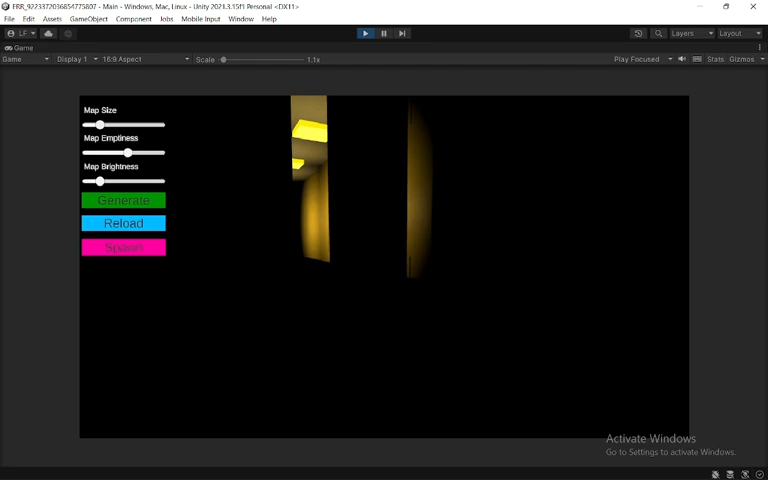 ERR_9223372036854775807 - Main - Windows, Mac, Linux - Unity 2021.3.15f1 Personal <DX11>
File Edit Assets GameObject Component Jobs Mobile Input Window Help
LF Layers Layout
Game
Game Display 1 16:9 Aspect Scale 1.1x Play Focused Stats Gizmos
Map Size
Map Emptiness
Map Brightness
Generate
Reload
Spawn
Activate Windows
Go to Settings to activate Windows.